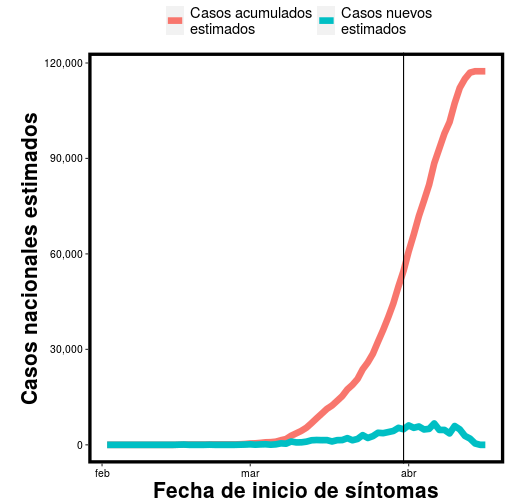 Casos acumulados
estimados
Casos nuevos
estimados
Casos nacionales estimados
120,000
90,000
60,000
30,000
0
feb
mar
abr
Fecha de inicio de síntomas